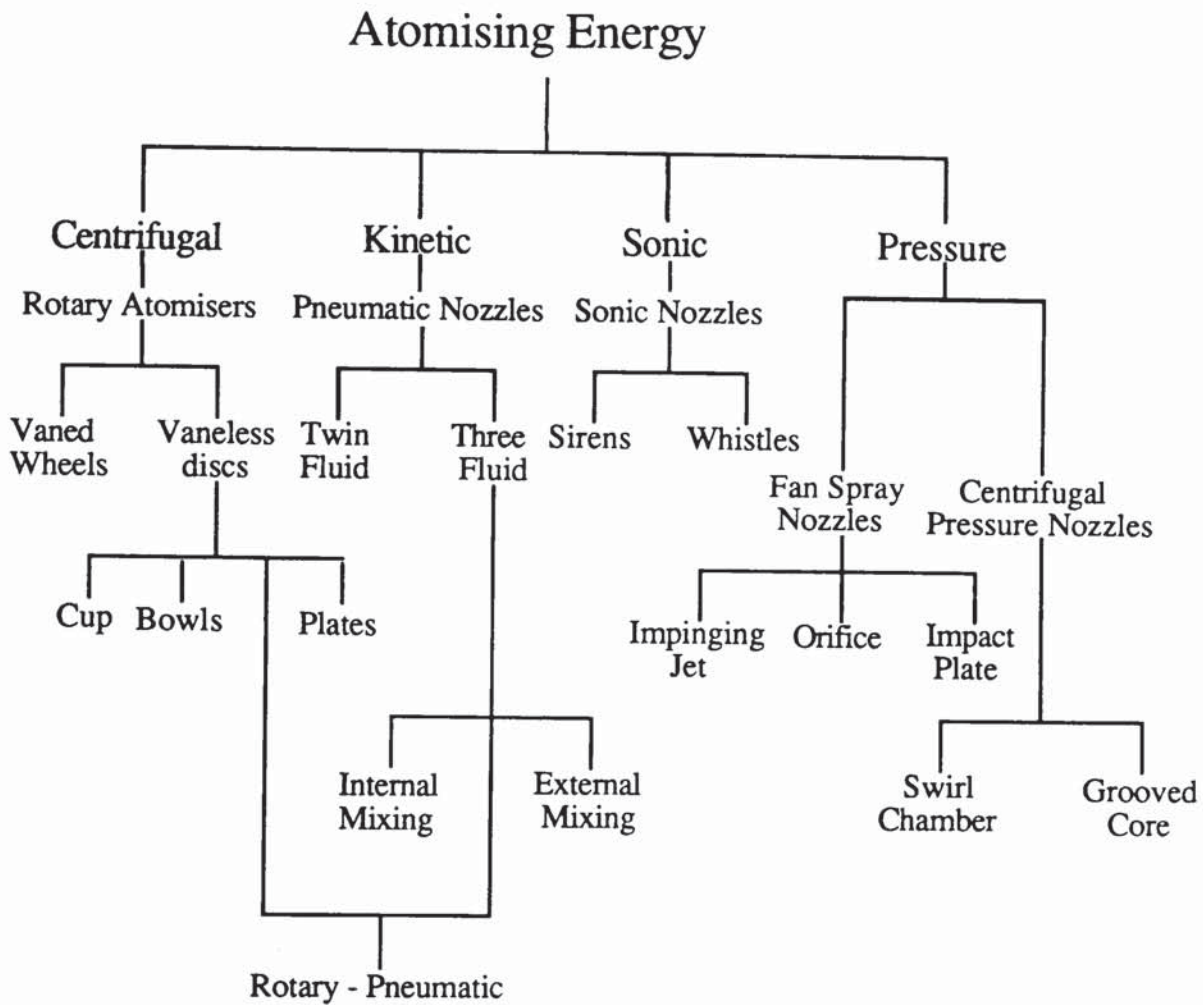 Atomising Energy
Centrifugal
Kinetic
Sonic
Pressure
Rotary Atomisers
Pneumatic Nozzles
Sonic Nozzles
Vaned
Wheels
Vaneless
discs
Twin
Fluid
Three
Fluid
Sirens
Whistles
Fan Spray
Nozzles
Centrifugal
Pressure Nozzles
Cup
Bowls
Plates
Impinging
Jet
Orifice
Impact
Plate
Internal
Mixing
External
Mixing
Swirl
Chamber
Grooved
Core
Rotary - Pneumatic